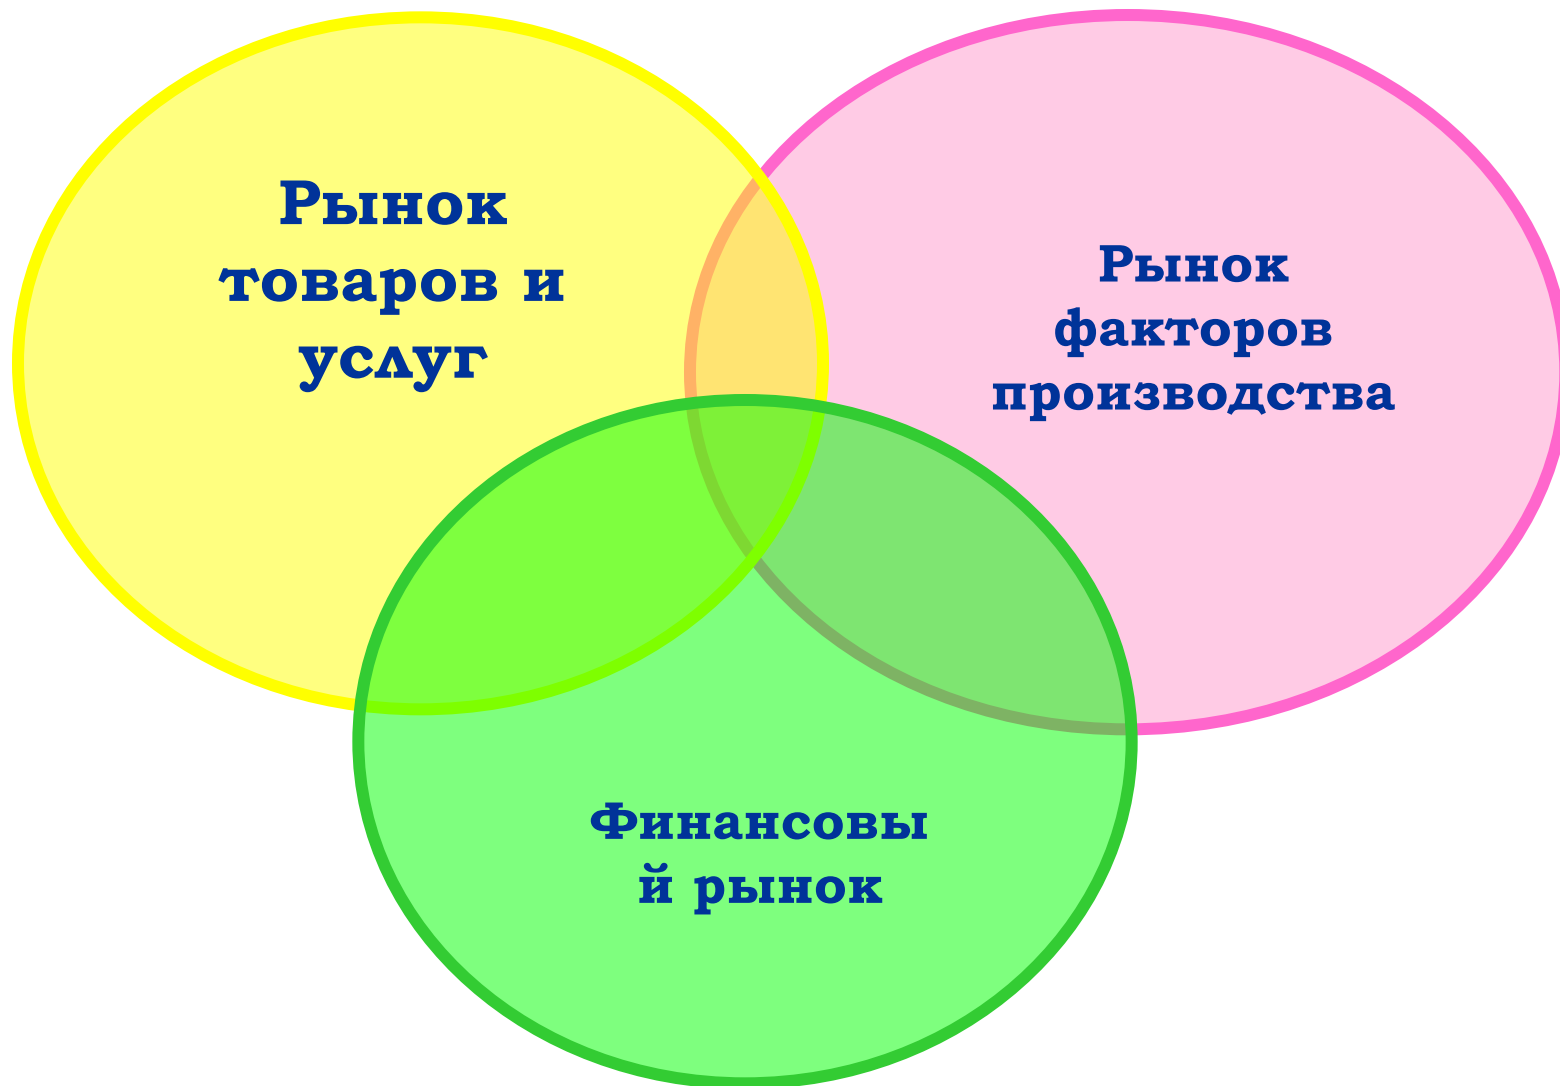 Рынок
товаров и
услуг
Рынок
факторов
производства
Финансовы
й рынок